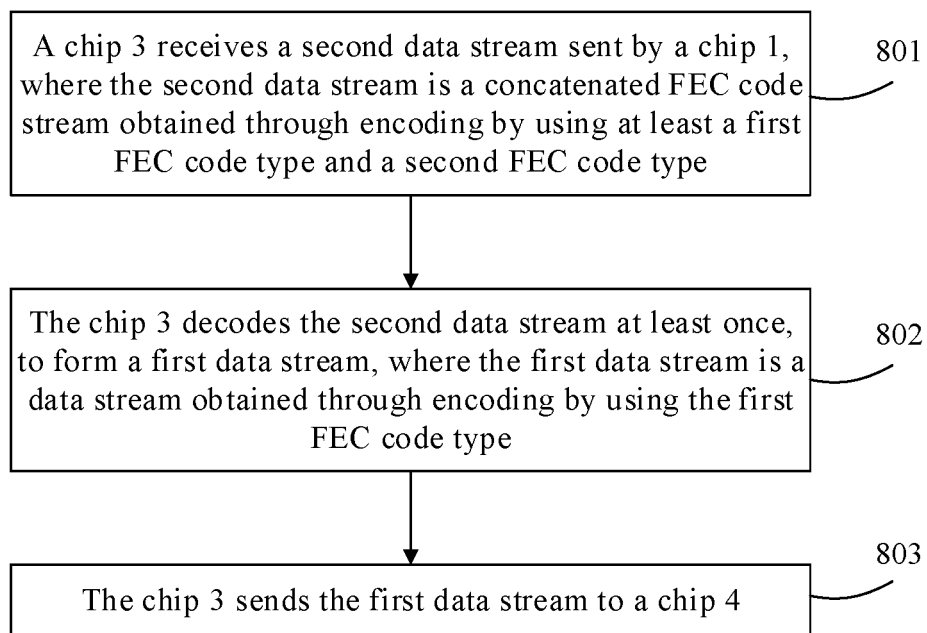 A chip 3 receives a second data stream sent by a chip 1,
where the second data stream is a concatenated FEC code
stream obtained through encoding by using at least a first
FEC code type and a second FEC code type
801
The chip 3 decodes the second data stream at least once,
to form a first data stream, where the first data stream is a
data stream obtained through encoding by using the first
FEC code type
802
The chip 3 sends the first data stream to a chip 4
803